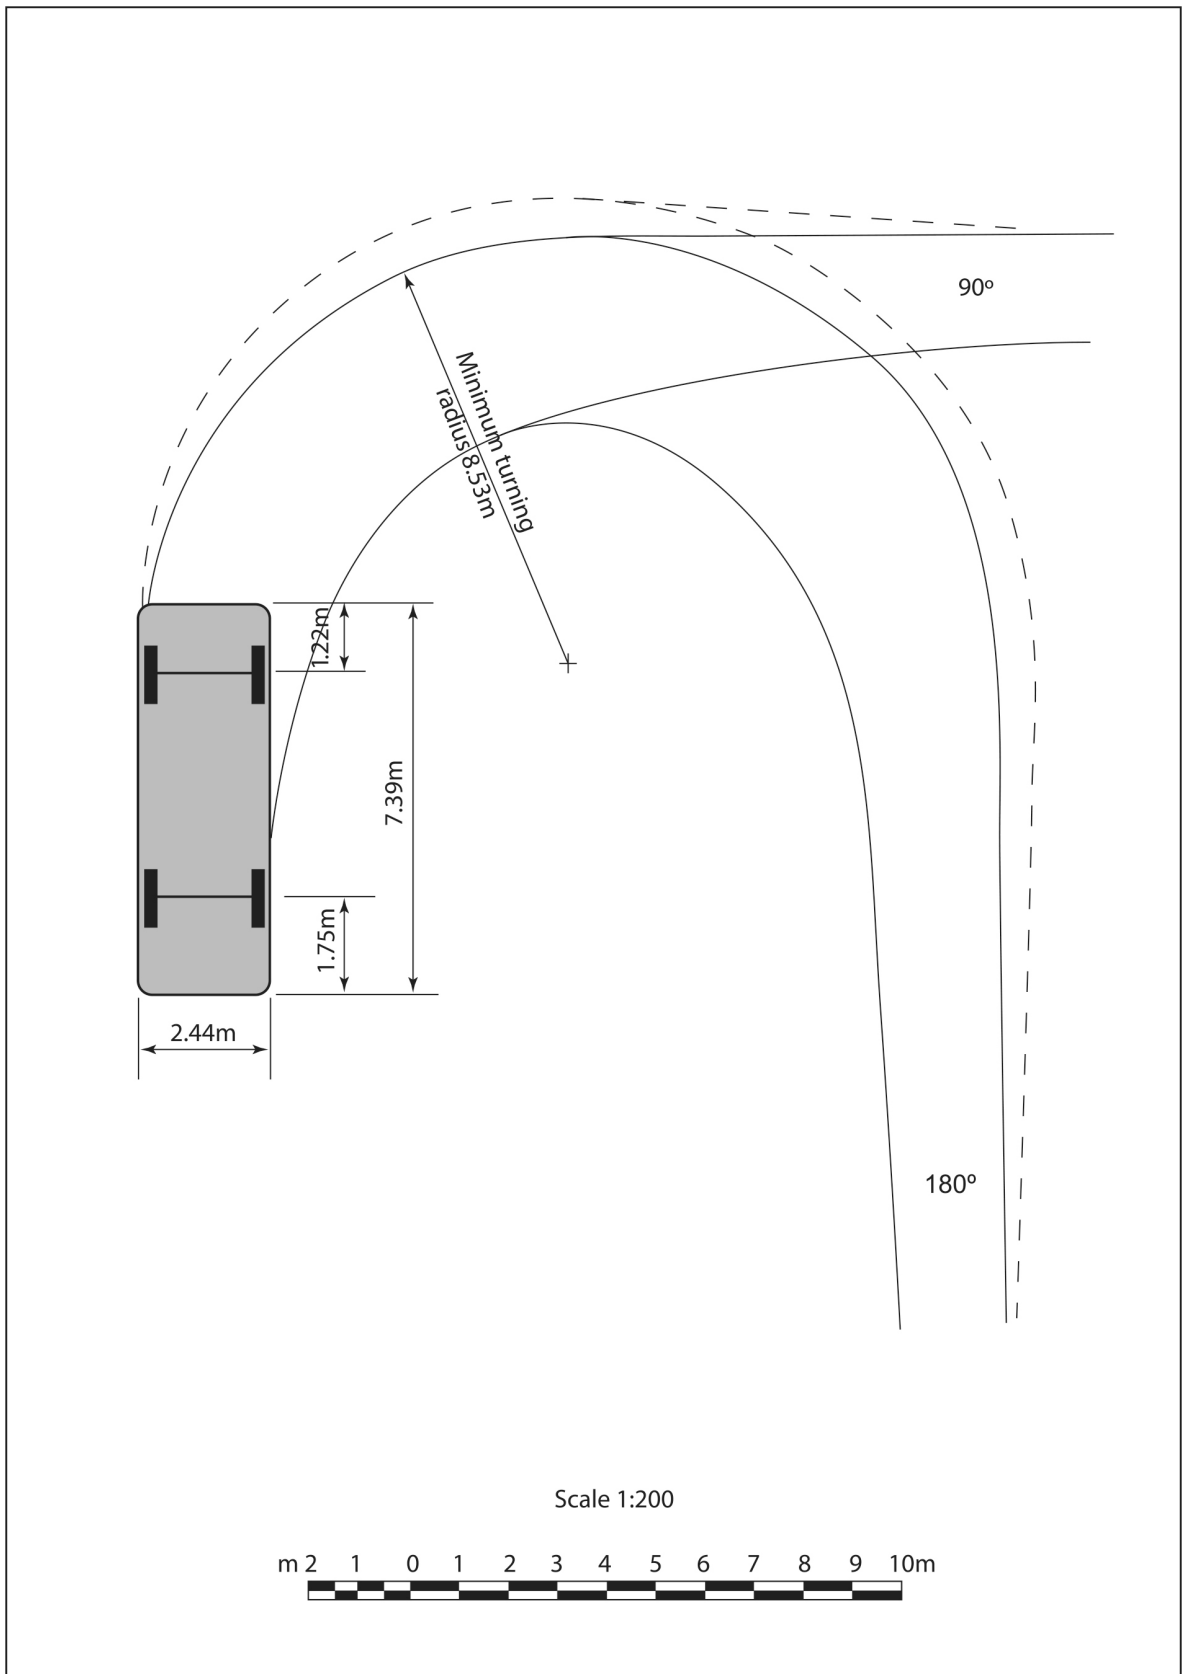 90º
Minimum turning
radius 8.53m
1.22m
7.39m
1.75m
2.44m
180º
Scale 1:200
m 2 1 0 1 2 3 4 5 6 7 8 9 10m